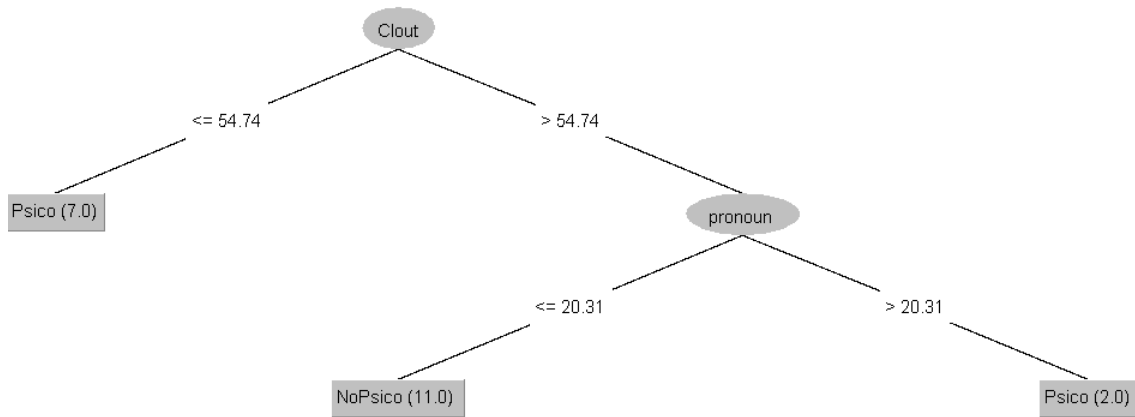 Clout
<= 54.74
> 54.74
Psico (7.0)
pronoun
<= 20.31
> 20.31
NoPsico (11.0)
Psico (2.0)